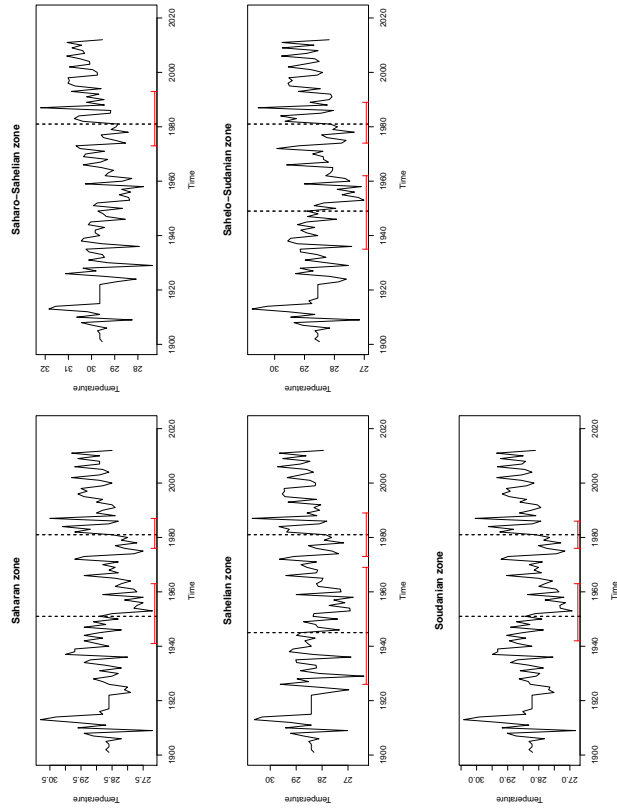 Saharan zone
Temperature
30.5
29.5
28.5
27.5
1900 1920 1940 1960 1980 2000 2020
Time
Saharo−Sahelian zone
Temperature
32
31
30
29
28
1900 1920 1940 1960 1980 2000 2020
Time
Sahelian zone
Temperature
30
29
28
27
1900 1920 1940 1960 1980 2000 2020
Time
Sahelo−Sudanian zone
Temperature
30
29
28
27
1900 1920 1940 1960 1980 2000 2020
Time
Soudanian zone
Temperature
30.0
29.0
28.0
27.0
1900 1920 1940 1960 1980 2000 2020
Time